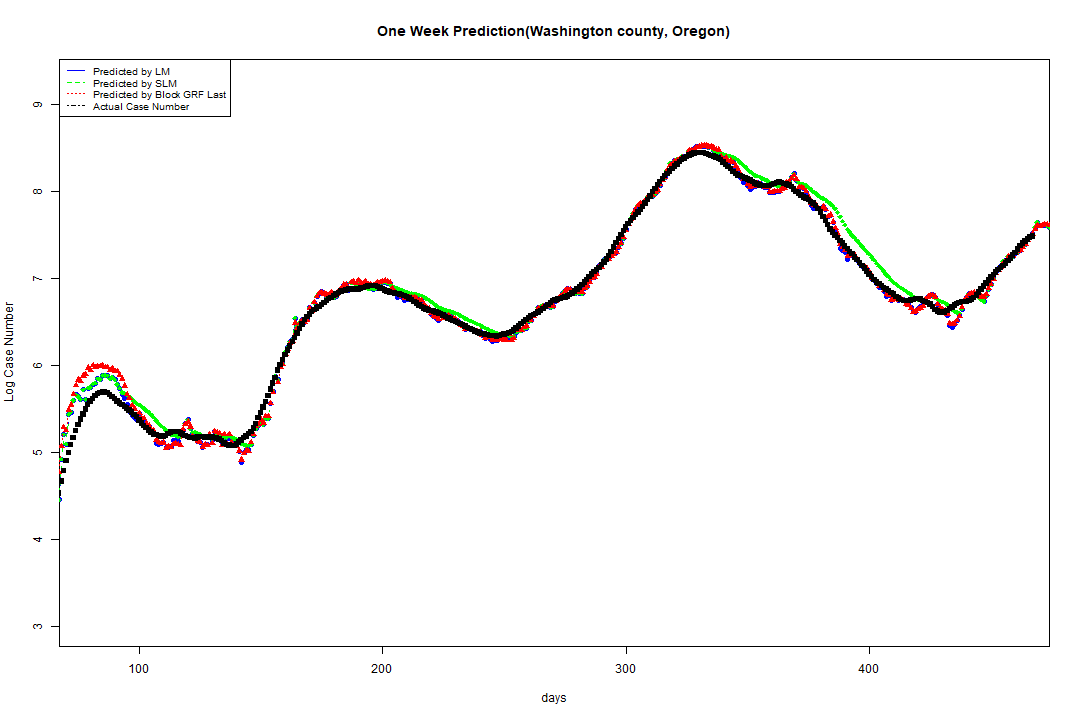 One Week Prediction(Washington county, Oregon)
Predicted by LM
Predicted by SLM
Predicted by Block GRF Last
Actual Case Number
9
8
7
6
5
4
3
Log Case Number
100 200 300 400
days